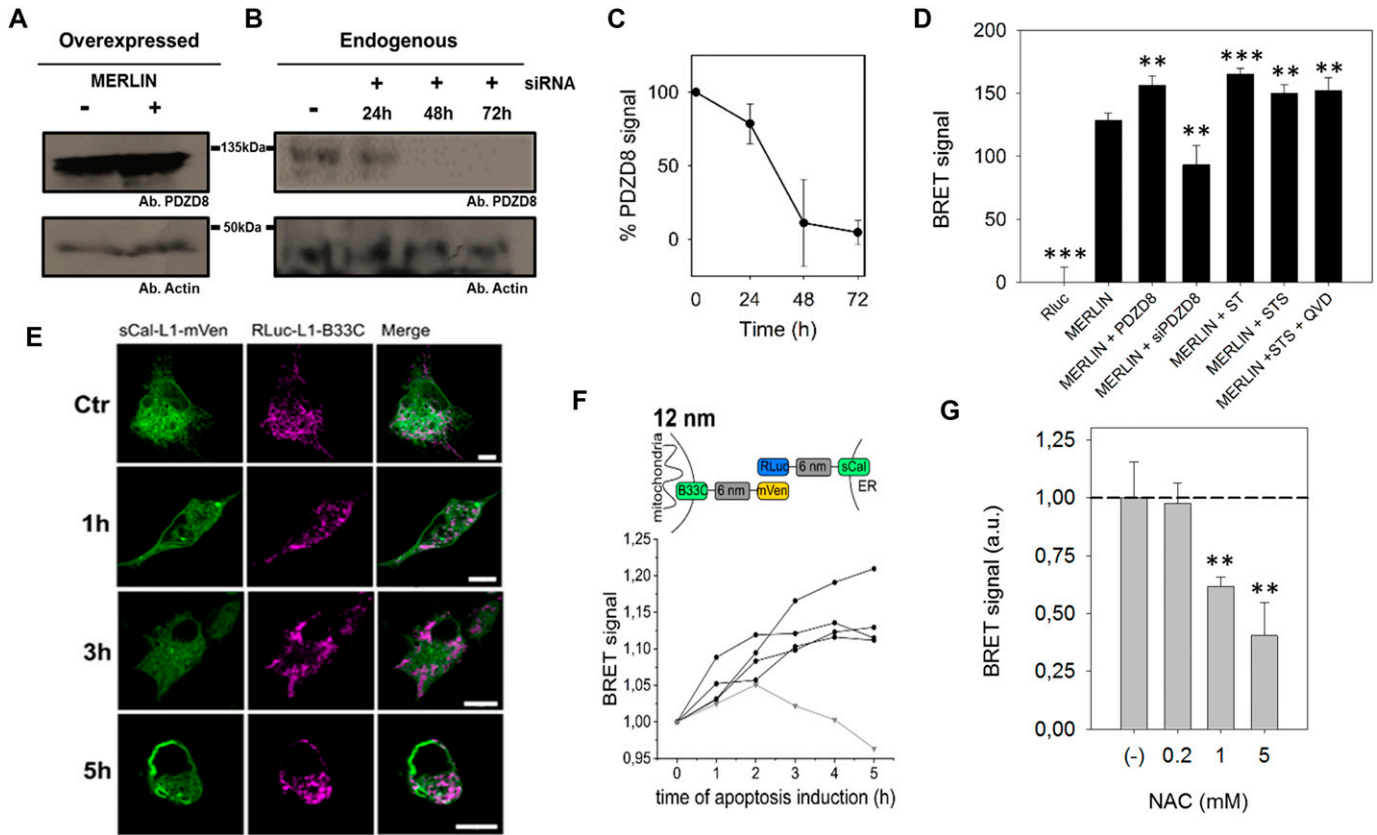 A
Overexpressed
MERLIN
- +
135kDa
Ab. PDZD8
50kDa
Ab. Actin
B
Endogenous
+ + + siRNA
- 24h 48h 72h
Ab. PDZD8
Ab. Actin
C
% PDZD8 signal
100
50
0
0 24 48 72
Time (h)
D
BRET signal
200
150
100
50
0
***
**
**
***
**
**
Rluc
MERLIN
MERLIN + PDZD8
MERLIN + siPDZD8
MERLIN + ST
MERLIN + STS
MERLIN +STS + QVD
E
sCal-L1-mVen RLuc-L1-B33C Merge
Ctr
1h
3h
5h
F
12 nm
mitochondria
RLuc 6 nm sCal
B33C 6 nm mVen
ER
BRET signal
1,25
1,20
1,15
1,10
1,05
1,00
0,95
0 1 2 3 4 5
time of apoptosis induction (h)
G
BRET signal (a.u.)
1,25
1,00
0,75
0,50
0,25
0,00
**
**
(-) 0.2 1 5
NAC (mM)